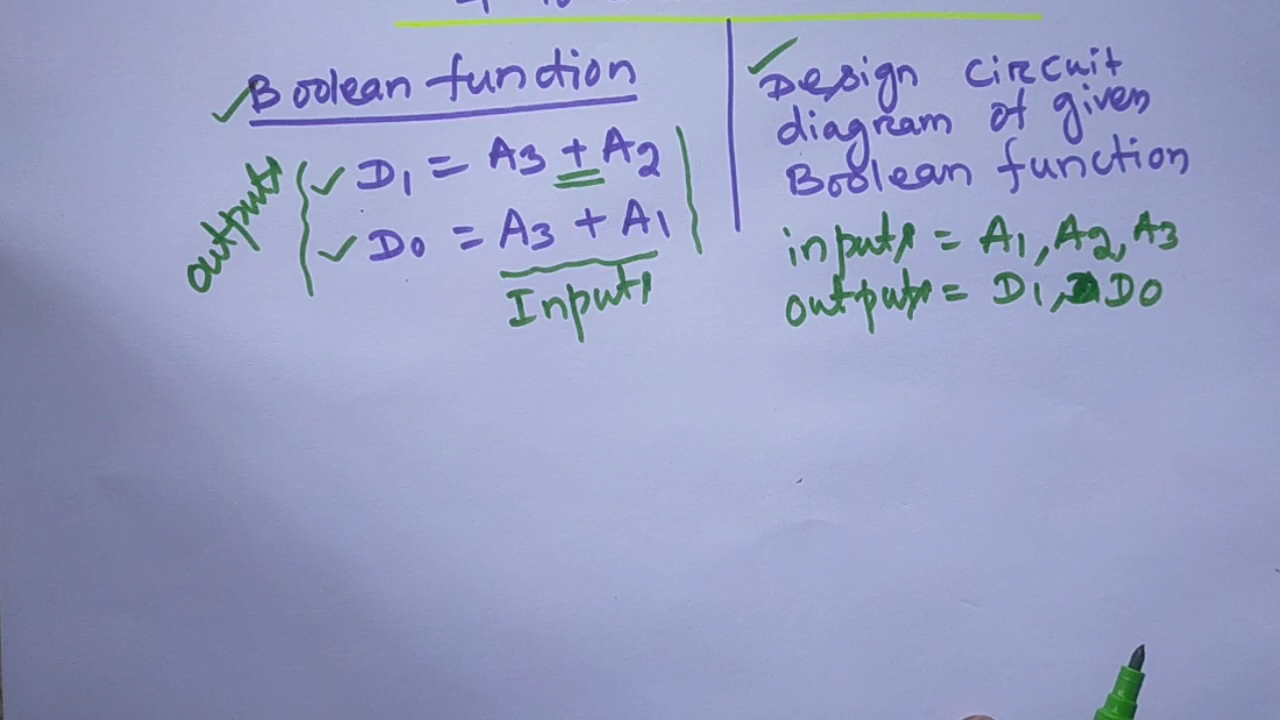 Boolean function
D1 = A3 + A2
D0 = A3 + A1
outputs
Inputs
Design circuit
diagram of given
Boolean function
inputs = A1, A2, A3
outputs = D1, D0